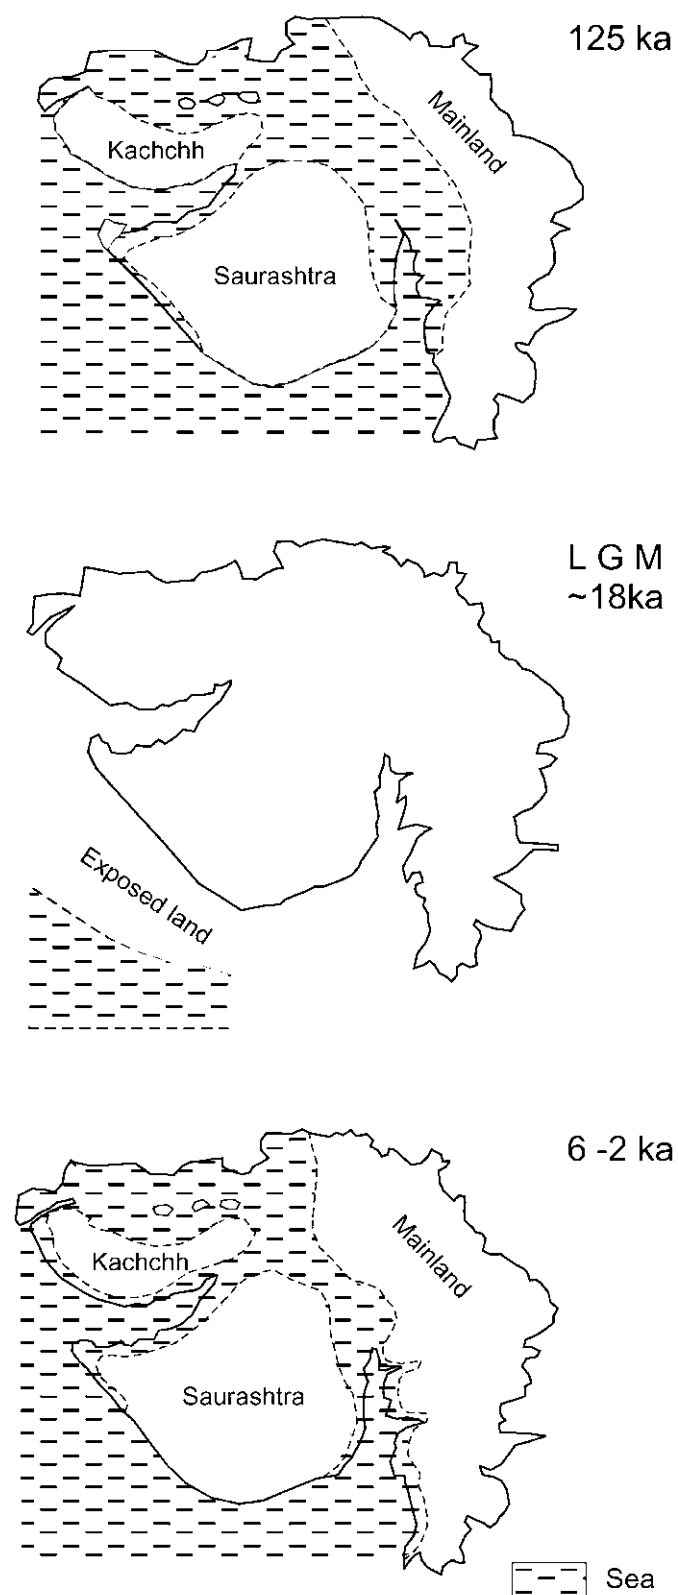 125 ka
Mainland
Kachchh
Saurashtra
L G M
~18ka
Exposed land
6 -2 ka
Mainland
Kachchh
Saurashtra
Sea